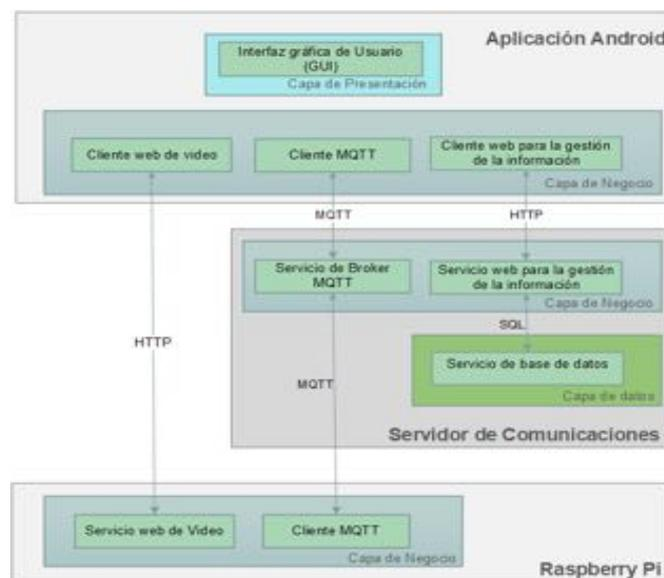 Aplicación Android
Interfaz gráfica de Usuario
(GUI)
Capa de Presentación
Cliente web de video
Cliente MQTT
Cliente web para la gestión
de la información
Capa de Negocio
MQTT
HTTP
Servicio de Broker
MQTT
Servicio web para la gestión
de la información
Capa de Negocio
SQL
HTTP
Servicio de base de datos
MQTT
Capa de datos
Servidor de Comunicaciones
Servicio web de Video
Cliente MQTT
Capa de Negocio
Raspberry Pi